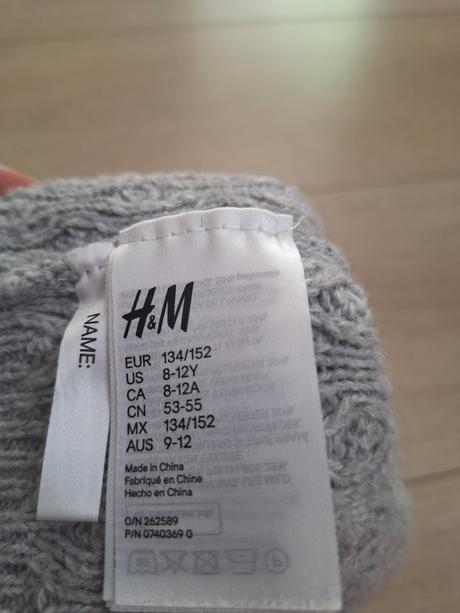 NAME:
H&M
EUR 134/152
US 8-12Y
CA 8-12A
CN 53-55
MX 134/152
AUS 9-12
Made in China
Fabriqué en Chine
Hecho en China
O/N 262589
P/N 0740369 0